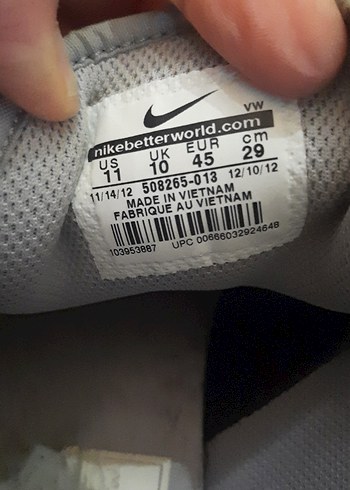 VW
nikebetterworld.com
US UK EUR cm
11 10 45 29
11/14/12 508265-013 12/10/12
MADE IN VIETNAM
FABRIQUE AU VIETNAM
103953887 UPC 00666032924648